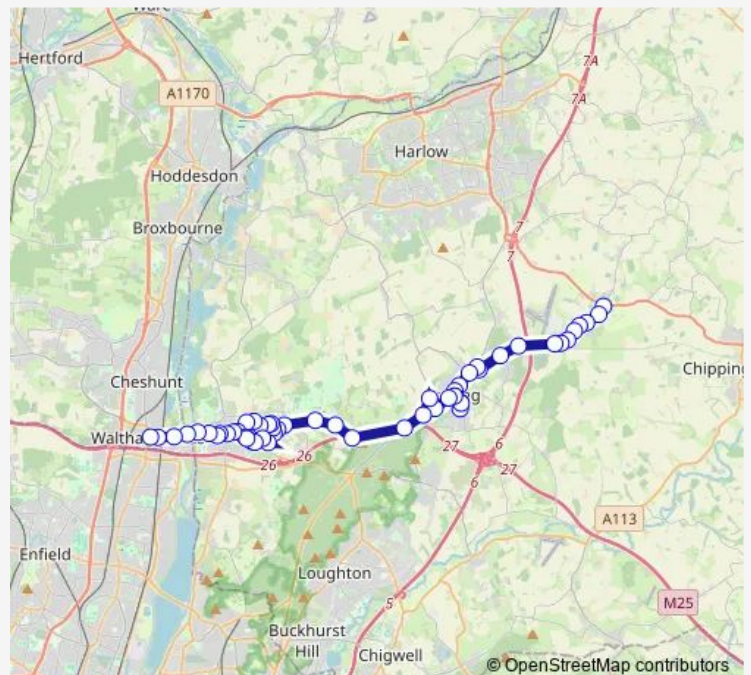 Ware
Hertford
A1170
7A
7A
Harlow
Hoddesdon
Broxbourne
7
7
Cheshunt
Chipping
Waltha
g
26
26
27
6
27
6
A113
Enfield
Loughton
M25
5
Buckhurst
Hill
Chigwell
© OpenStreetMap contributors